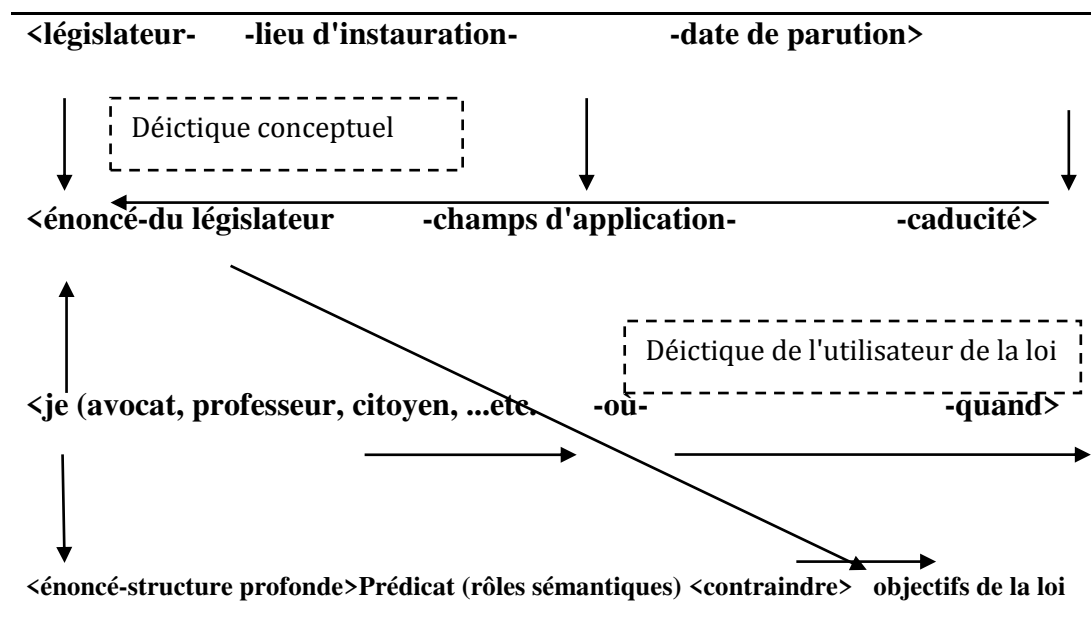 <législateur- -lieu d'instauration- -date de parution>
Déictique conceptuel
<énoncé-du législateur -champs d'application- -caducité>
Déictique de l'utilisateur de la loi
<je (avocat, professeur, citoyen, ...etc. -où- -quand>
<énoncé-structure profonde>Prédicat (rôles sémantiques) <contraindre> objectifs de la loi